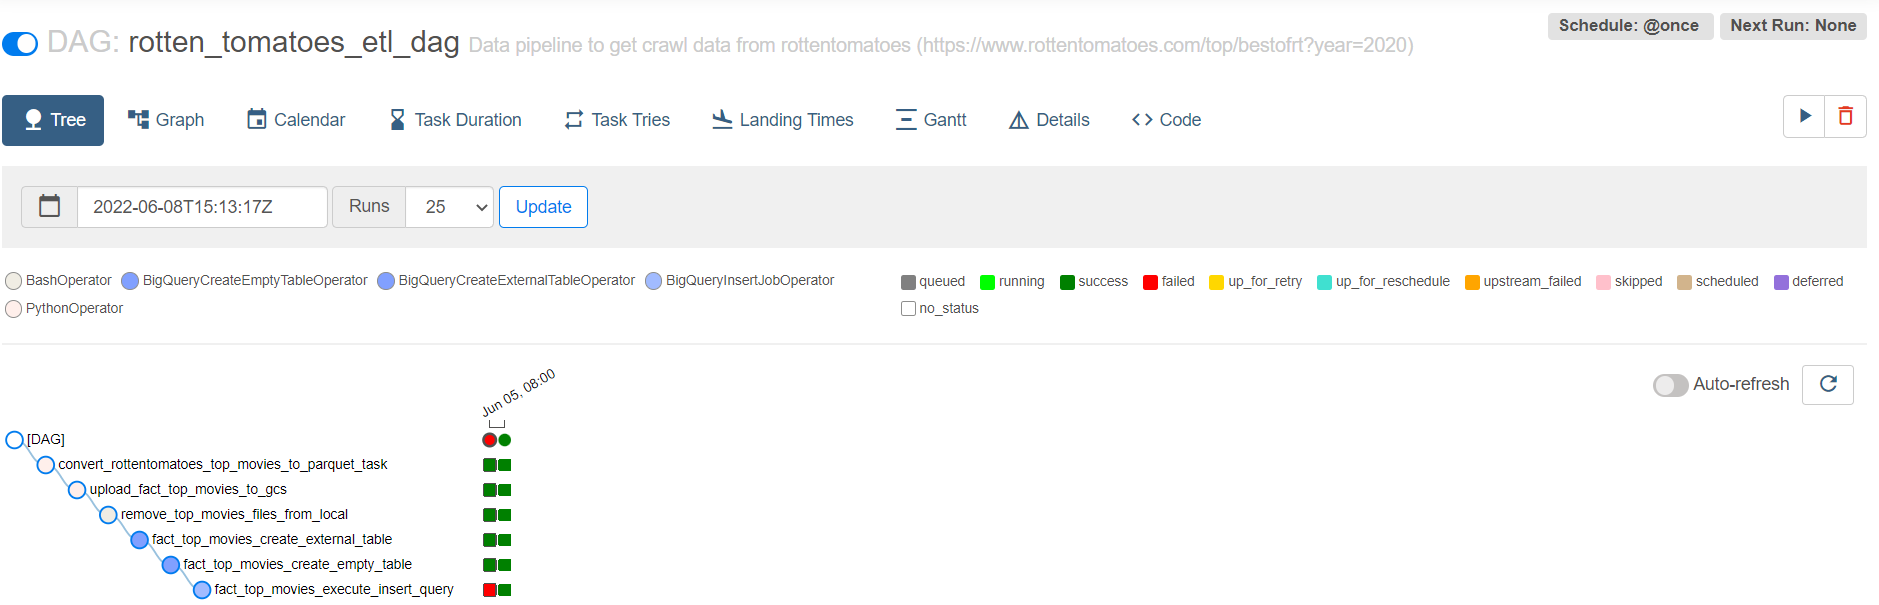 DAG: rotten_tomatoes_etl_dag Data pipeline to get crawl data from rottentomatoes (https://www.rottentomatoes.com/top/bestofrt?year=2020)
Schedule: @once Next Run: None
Tree Graph Calendar Task Duration Task Tries Landing Times Gantt Details Code
2022-06-08T15:13:17Z Runs 25 Update
BashOperator BigQueryCreateEmptyTableOperator BigQueryCreateExternalTableOperator BigQueryInsertJobOperator
PythonOperator
queued running success failed up_for_retry up_for_reschedule upstream_failed skipped scheduled deferred
no_status
Auto-refresh
Jun 05, 08:00
[DAG]
convert_rottentomatoes_top_movies_to_parquet_task
upload_fact_top_movies_to_gcs
remove_top_movies_files_from_local
fact_top_movies_create_external_table
fact_top_movies_create_empty_table
fact_top_movies_execute_insert_query